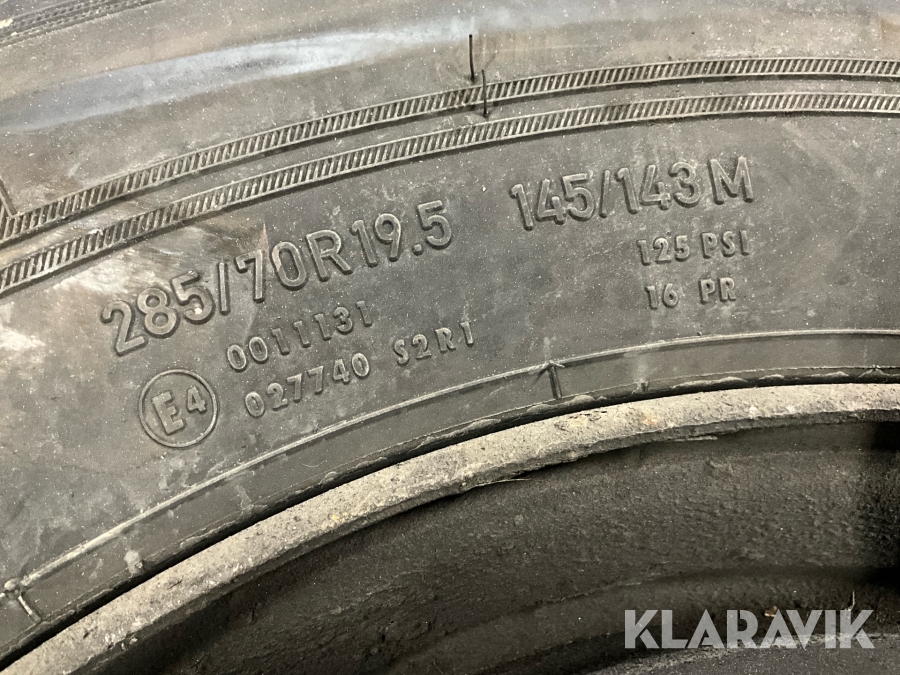 285/70R19.5 145/143M
125 PSI
16 PR
0011131
E4 027740 S2R1
KLARAVIK